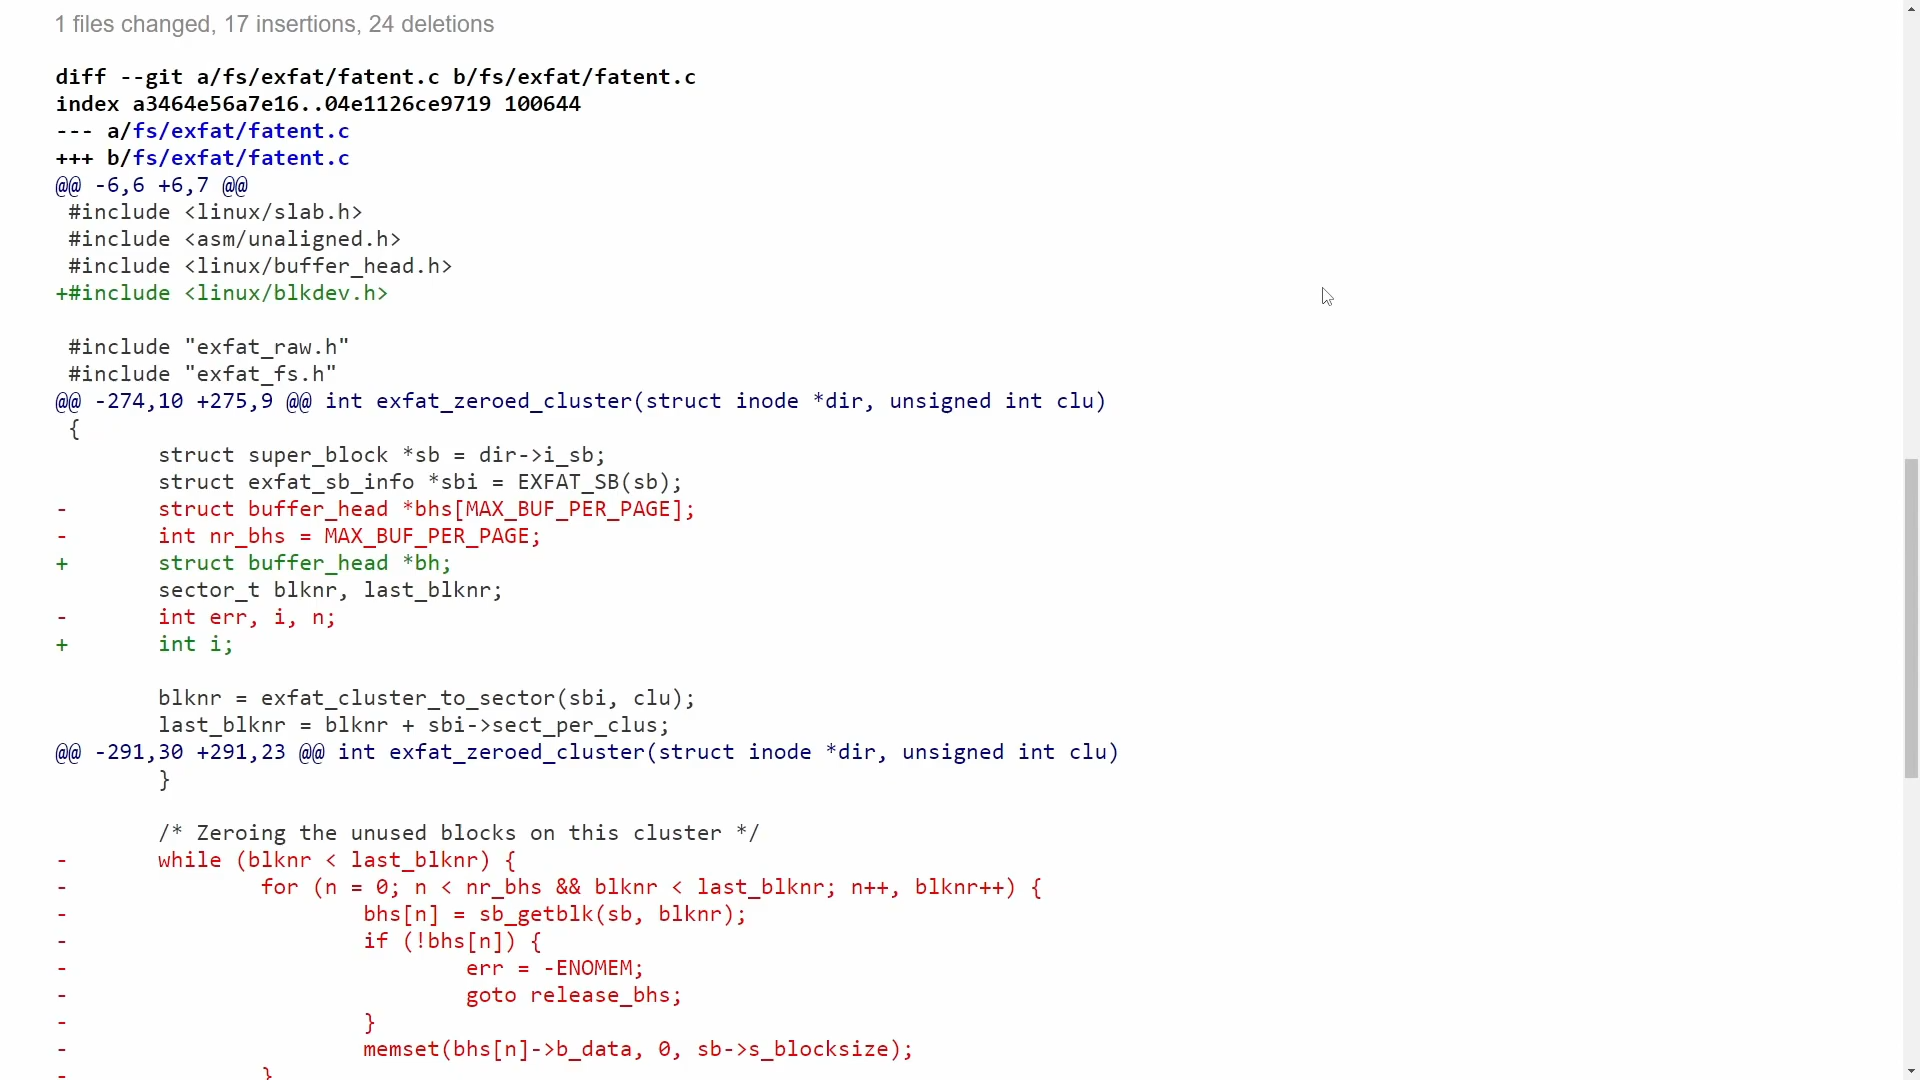 1 files changed, 17 insertions, 24 deletions
diff --git a/fs/exfat/fatent.c b/fs/exfat/fatent.c
index a3464e56a7e16..04e1126ce9719 100644
--- a/fs/exfat/fatent.c
+++ b/fs/exfat/fatent.c
@@ -6,6 +6,7 @@
 #include <linux/slab.h>
 #include <asm/unaligned.h>
 #include <linux/buffer_head.h>
+#include <linux/blkdev.h>
 #include "exfat_raw.h"
 #include "exfat_fs.h"
@@ -274,10 +275,9 @@ int exfat_zeroed_cluster(struct inode *dir, unsigned int clu)
 {
        struct super_block *sb = dir->i_sb;
        struct exfat_sb_info *sbi = EXFAT_SB(sb);
-       struct buffer_head *bhs[MAX_BUF_PER_PAGE];
-       int nr_bhs = MAX_BUF_PER_PAGE;
+       struct buffer_head *bh;
        sector_t blknr, last_blknr;
-       int err, i, n;
+       int i;
        blknr = exfat_cluster_to_sector(sbi, clu);
        last_blknr = blknr + sbi->sect_per_clus;
@@ -291,30 +291,23 @@ int exfat_zeroed_cluster(struct inode *dir, unsigned int clu)
        }
        /* Zeroing the unused blocks on this cluster */
-       while (blknr < last_blknr) {
-               for (n = 0; n < nr_bhs && blknr < last_blknr; n++, blknr++) {
-                       bhs[n] = sb_getblk(sb, blknr);
-                       if (!bhs[n]) {
-                               err = -ENOMEM;
-                               goto release_bhs;
-                       }
-                       memset(bhs[n]->b_data, 0, sb->s_blocksize);
-               }